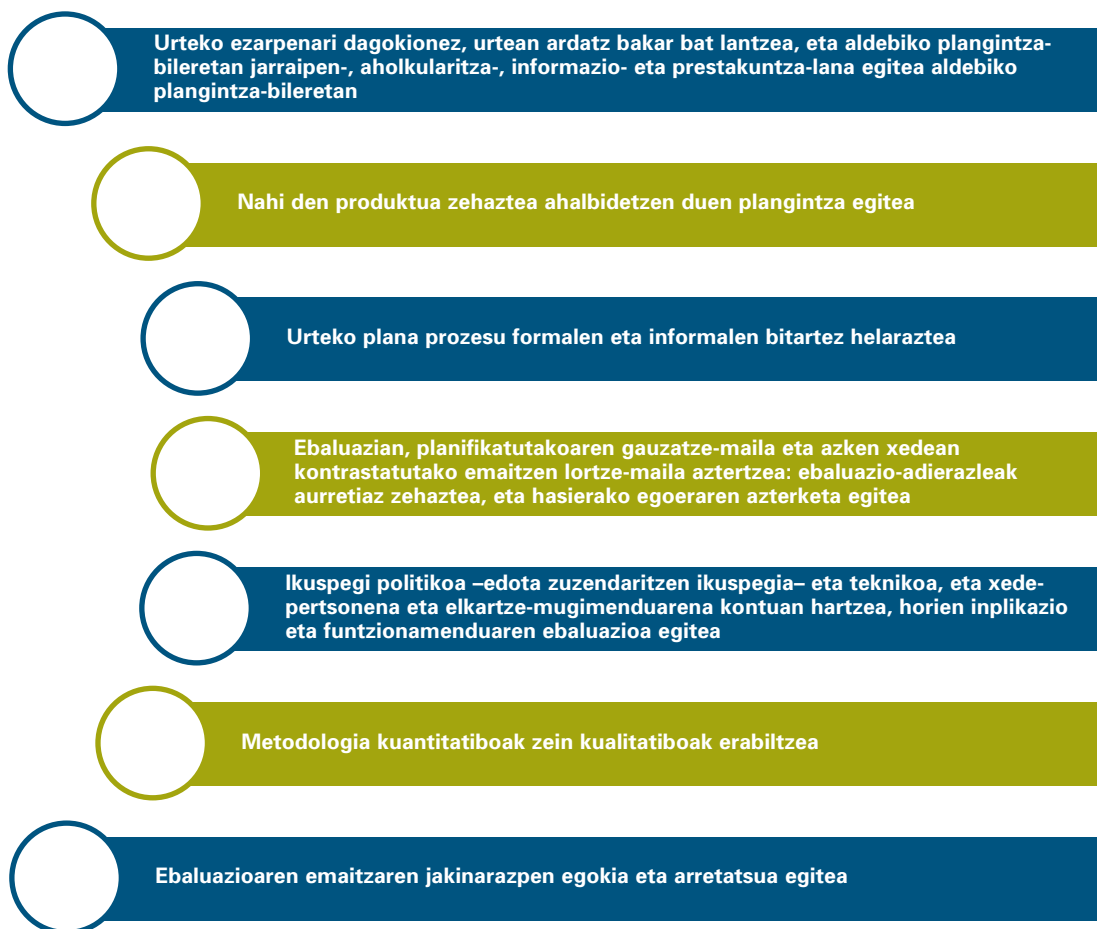 Urteko ezarpenari dagokionez, urtean ardatz bakar bat lantzea, eta aldebiko plangintza-
bileretan jarraipen-, aholkularitza-, informazio- eta prestakuntza-lana egitea aldebiko
plangintza-bileretan
Nahi den produktua zehaztea ahalbidetzen duen plangintza egitea
Urteko plana prozesu formalen eta informalen bitartez helaraztea
Ebaluazian, planifikatutakoaren gauzatze-maila eta azken xedean
kontrastatutako emaitzen lortze-maila aztertzea: ebaluazio-adierazleak
aurretiaz zehaztea, eta hasierako egoeraren azterketa egitea
Ikuspegi politikoa –edota zuzendaritzen ikuspegia– eta teknikoa, eta xede-
pertsonena eta elkartze-mugimenduarena kontuan hartzea, horien inplikazio
eta funtzionamenduaren ebaluazioa egitea
Metodologia kuantitatiboak zein kualitatiboak erabiltzea
Ebaluazioaren emaitzaren jakinarazpen egokia eta arretatsua egitea